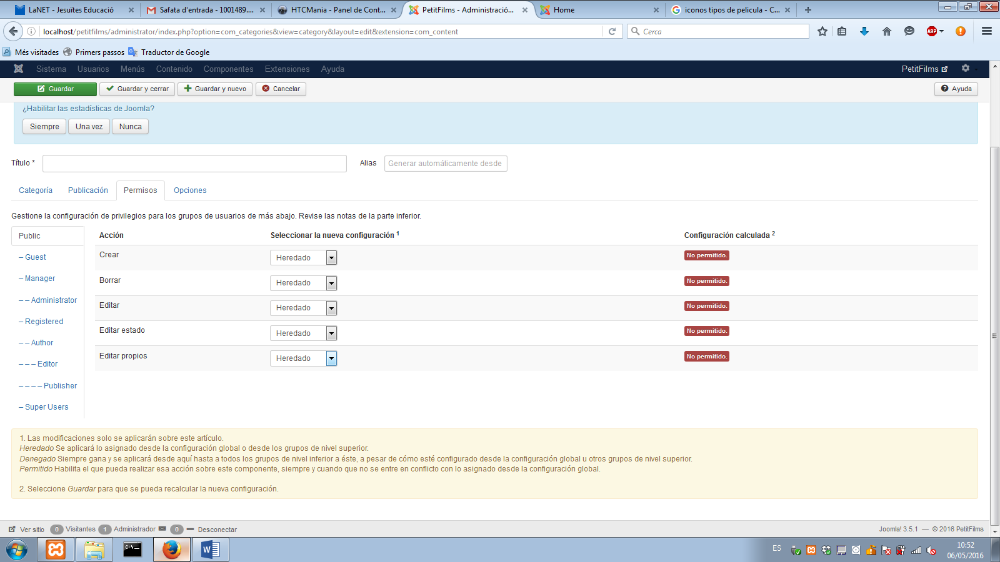 LaNET - Jesuïtes Educació
Safata d'entrada - 1001489....
HTCMania - Panel de Cont...
PetitFilms - Administració...
Home
iconos tipos de pelicula - C...
localhost/petitfilms/administrator/index.php?option=com_categories&view=category&layout=edit&extension=com_content
Cerca
ABP
Més visitades
Primers passos
Traductor de Google
Sistema
Usuarios
Menús
Contenido
Componentes
Extensiones
Ayuda
PetitFilms
Guardar
Guardar y cerrar
Guardar y nuevo
Cancelar
Ayuda
¿Habilitar las estadísticas de Joomla?
Siempre
Una vez
Nunca
Título *
Alias
Generar automáticamente desde
Categoría
Publicación
Permisos
Opciones
Gestione la configuración de privilegios para los grupos de usuarios de más abajo. Revise las notas de la parte inferior.
Public
– Guest
– Manager
– – Administrator
– Registered
– – Author
– – – Editor
– – – – Publisher
– Super Users
Acción
Seleccionar la nueva configuración 1
Configuración calculada 2
Crear
Heredado
No permitido.
Borrar
Heredado
No permitido.
Editar
Heredado
No permitido.
Editar estado
Heredado
No permitido.
Editar propios
Heredado
No permitido.
1. Las modificaciones solo se aplicarán sobre este artículo.
Heredado Se aplicará lo asignado desde la configuración global o desde los grupos de nivel superior.
Denegado Siempre gana y se aplicará desde aquí hasta a todos los grupos de nivel inferior a éste, a pesar de cómo esté configurado desde la configuración global u otros grupos de nivel superior.
Permitido Habilita el que pueda realizar esa acción sobre este componente, siempre y cuando que no se entre en conflicto con lo asignado desde la configuración global.
2. Seleccione Guardar para que se pueda recalcular la nueva configuración.
Ver sitio
0 Visitantes
1 Administrador
0
Desconectar
Joomla! 3.5.1 — © 2016 PetitFilms
C:\_
W
ES
10:52
06/05/2016